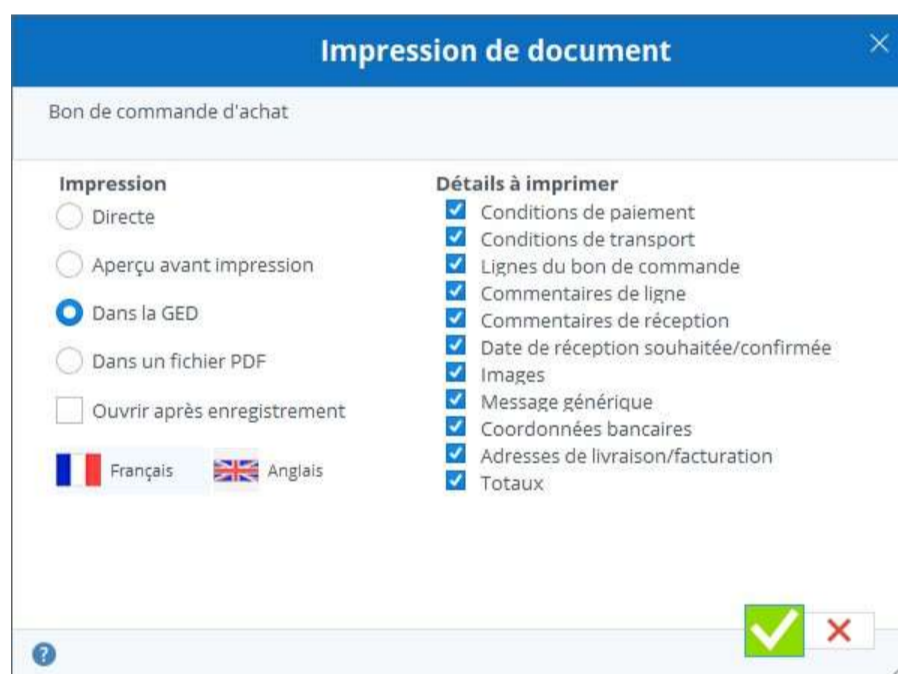 Impression de document
Bon de commande d'achat
Impression
Directe
Aperçu avant impression
Dans la GED
Dans un fichier PDF
Ouvrir après enregistrement
Français
Anglais
Détails à imprimer
Conditions de paiement
Conditions de transport
Lignes du bon de commande
Commentaires de ligne
Commentaires de réception
Date de réception souhaitée/confirmée
Images
Message générique
Coordonnées bancaires
Adresses de livraison/facturation
Totaux
?